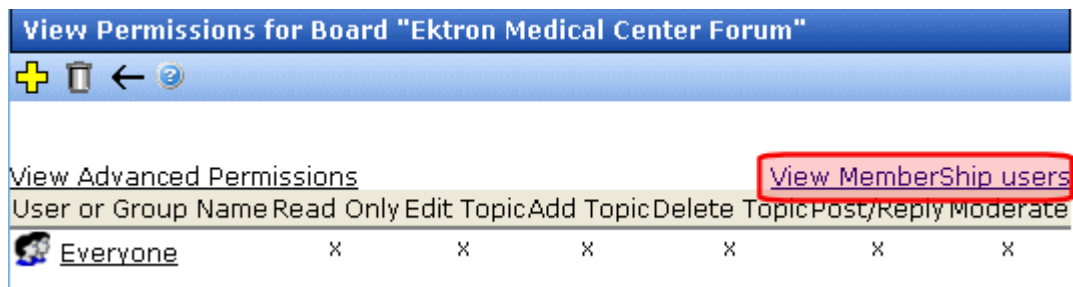 View Permissions for Board "Ektron Medical Center Forum"
View Advanced Permissions View MemberShip users
User or Group Name Read Only Edit Topic Add Topic Delete Topic Post/Reply Moderate
Everyone x x x x x x